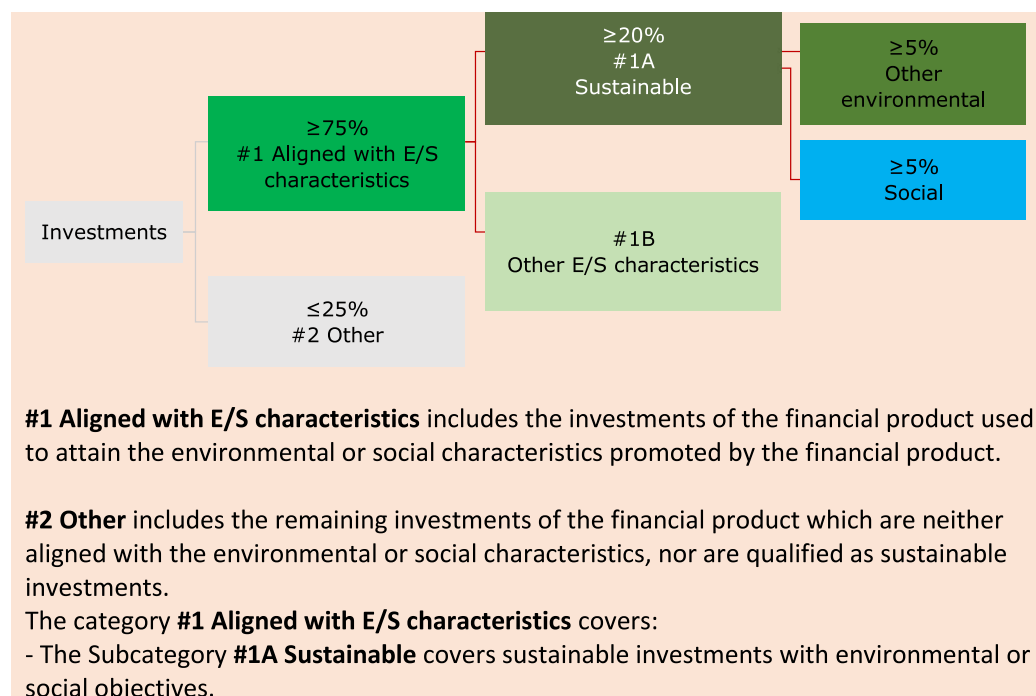 ≥20%
#1A
Sustainable
≥5%
Other
environmental
≥75%
#1 Aligned with E/S
characteristics
≥5%
Social
Investments
#1B
Other E/S characteristics
≤25%
#2 Other
#1 Aligned with E/S characteristics includes the investments of the financial product used
to attain the environmental or social characteristics promoted by the financial product.
#2 Other includes the remaining investments of the financial product which are neither
aligned with the environmental or social characteristics, nor are qualified as sustainable
investments.
The category #1 Aligned with E/S characteristics covers:
- The Subcategory #1A Sustainable covers sustainable investments with environmental or
social objectives.